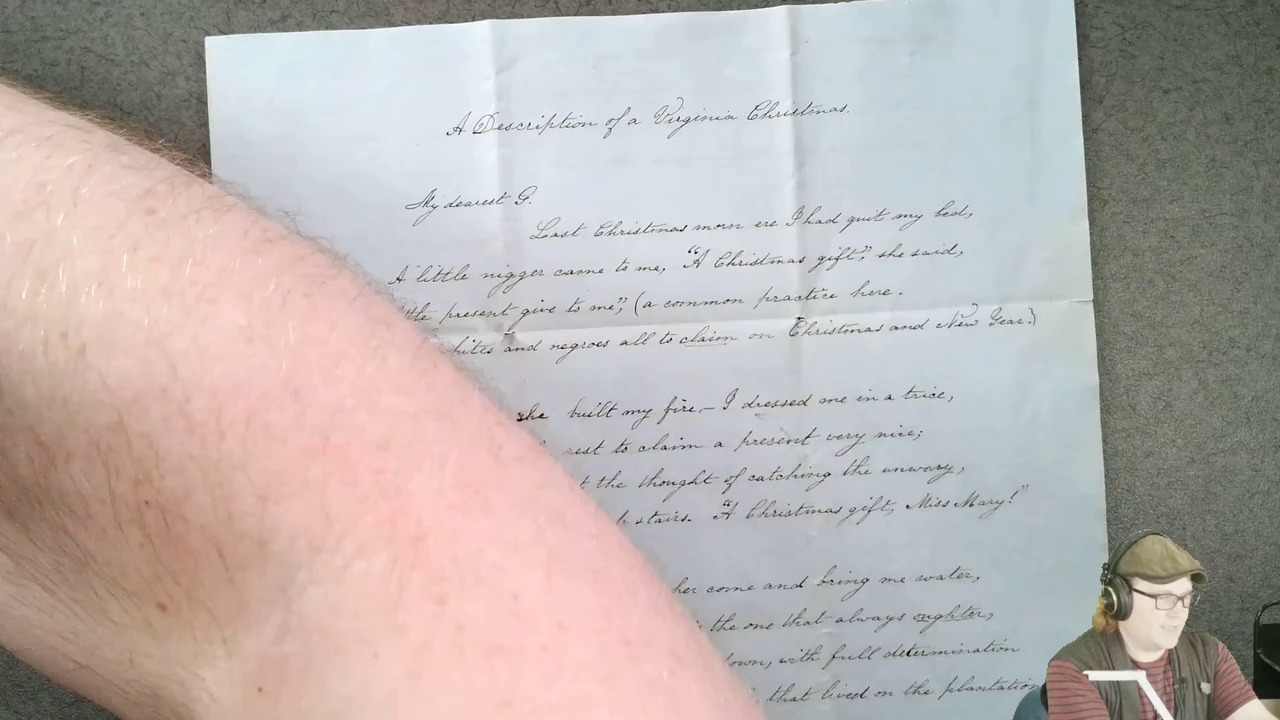 A Description of a Virginia Christmas.
My dearest G.
Last Christmas morn ere I had quit my bed,
A little nigger came to me, "A Christmas gift," she said,
present give to me", (a common practice here.
and negroes all to claim on Christmas and New Year.)
she built my fire,— I dressed me in a trice,
rest to claim a present very nice;
the thought of catching the unwary,
stairs. "A Christmas gift, Miss Mary!"
come and bring me water,
the one that always oughter,
with full determination
that lived on the plantation